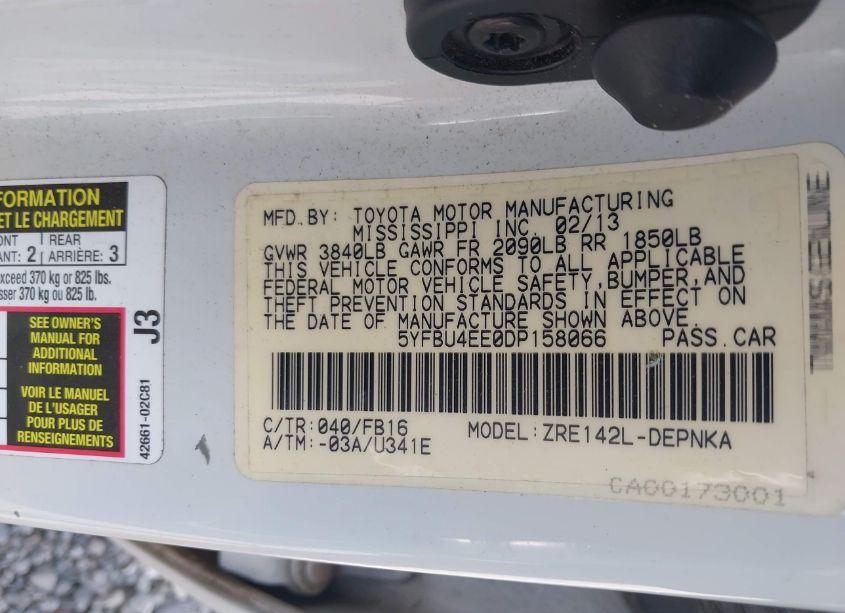 FORMATION
ET LE CHARGEMENT
ONT 2 REAR 3
ANT: ARRIÈRE:
exceed 370 kg or 825 lbs.
sser 370 kg ou 825 lb.
SEE OWNER'S
MANUAL FOR
ADDITIONAL
INFORMATION
VOIR LE MANUEL
DE L'USAGER
POUR PLUS DE
RENSEIGNEMENTS
J3
42661-02C81
MFD.BY: TOYOTA MOTOR MANUFACTURING
MISSISSIPPI INC. 02/13
GVWR 3840LB GAWR FR 2090LB RR 1850LB
THIS VEHICLE CONFORMS TO ALL APPLICABLE
FEDERAL MOTOR VEHICLE SAFETY,BUMPER,AND
THEFT PREVENTION STANDARDS IN EFFECT ON
THE DATE OF MANUFACTURE SHOWN ABOVE.
5YFBU4EE0DP158066 PASS.CAR
C/TR:040/FB16
A/TM:-03A/U341E
MODEL:ZRE142L-DEPNKA
CA00173001